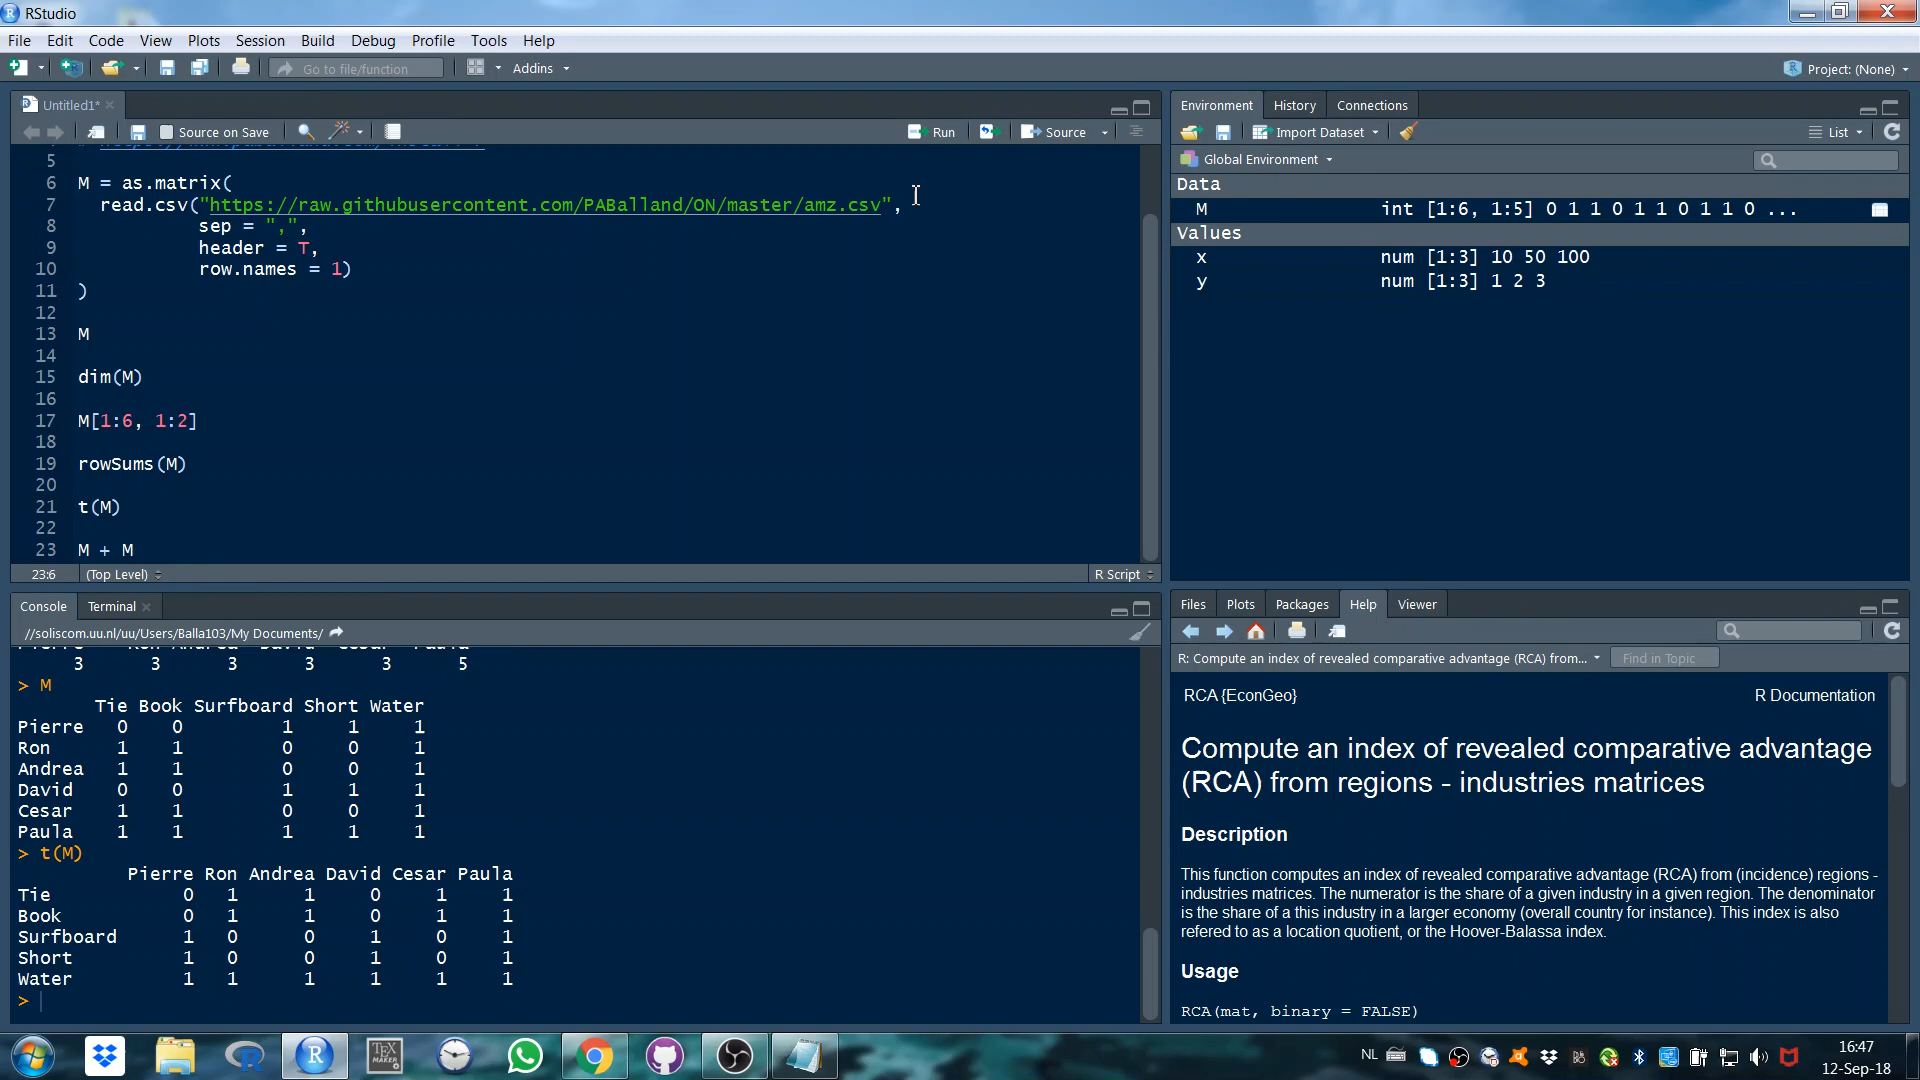 RStudio
File Edit Code View Plots Session Build Debug Profile Tools Help
Go to file/function Addins Project: (None)
Untitled1*
Source on Save Run Source
5
6 M = as.matrix(
7 read.csv("https://raw.githubusercontent.com/PABalland/ON/master/amz.csv",
8 sep = ",",
9 header = T,
10 row.names = 1)
11 )
12
13 M
14
15 dim(M)
16
17 M[1:6, 1:2]
18
19 rowSums(M)
20
21 t(M)
22
23 M + M
23:6 (Top Level) R Script
Console Terminal
//soliscom.uu.nl/uu/Users/Balla103/My Documents/
Pierre Ron Andrea David Cesar Paula
3 3 3 3 3 5
> M
Tie Book Surfboard Short Water
Pierre 0 0 1 1 1
Ron 1 1 0 0 1
Andrea 1 1 0 0 1
David 0 0 1 1 1
Cesar 1 1 0 0 1
Paula 1 1 1 1 1
> t(M)
Pierre Ron Andrea David Cesar Paula
Tie 0 1 1 0 1 1
Book 0 1 1 0 1 1
Surfboard 1 0 0 1 0 1
Short 1 0 0 1 0 1
Water 1 1 1 1 1 1
>
Environment History Connections
Import Dataset List
Global Environment
Data
M int [1:6, 1:5] 0 1 1 0 1 1 0 1 1 0 ...
Values
x num [1:3] 10 50 100
y num [1:3] 1 2 3
Files Plots Packages Help Viewer
R: Compute an index of revealed comparative advantage (RCA) from... Find in Topic
RCA {EconGeo} R Documentation
Compute an index of revealed comparative advantage
(RCA) from regions - industries matrices
Description
This function computes an index of revealed comparative advantage (RCA) from (incidence) regions -
industries matrices. The numerator is the share of a given industry in a given region. The denominator
is the share of a this industry in a larger economy (overall country for instance). This index is also
refered to as a location quotient, or the Hoover-Balassa index.
Usage
RCA(mat, binary = FALSE)
NL 16:47
12-Sep-18